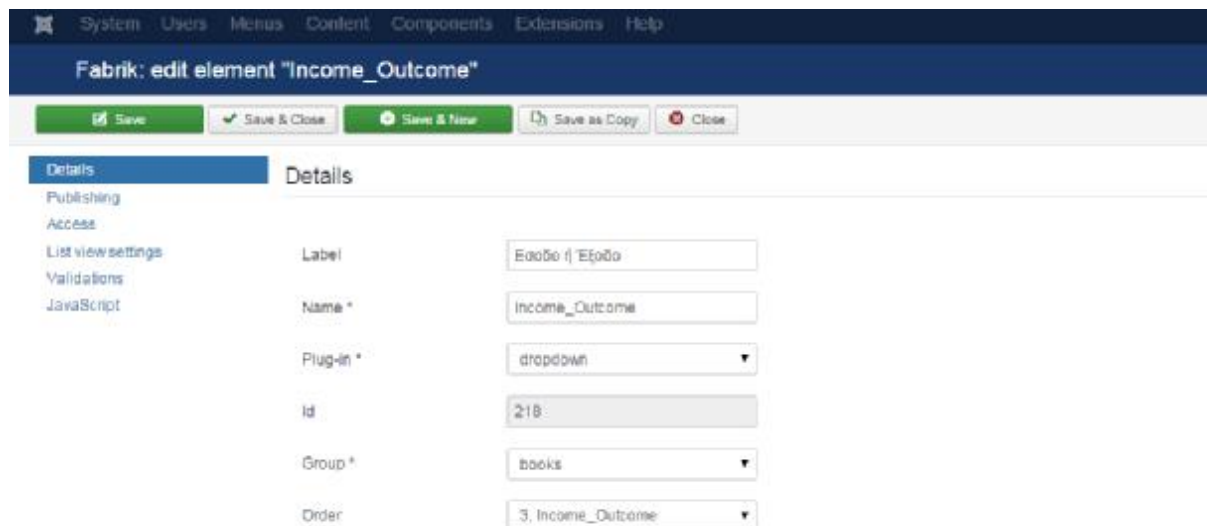 System Users Menus Content Components Extensions Help
Fabrik: edit element "Income_Outcome"
Save Save & Close Save & New Save as Copy Close
Details
Details
Publishing
Access
List view settings
Validations
JavaScript
Label Εσοδο ή Έξοδο
Name * Income_Outcome
Plug-in * dropdown
Id 218
Group * books
Order 3. Income_Outcome